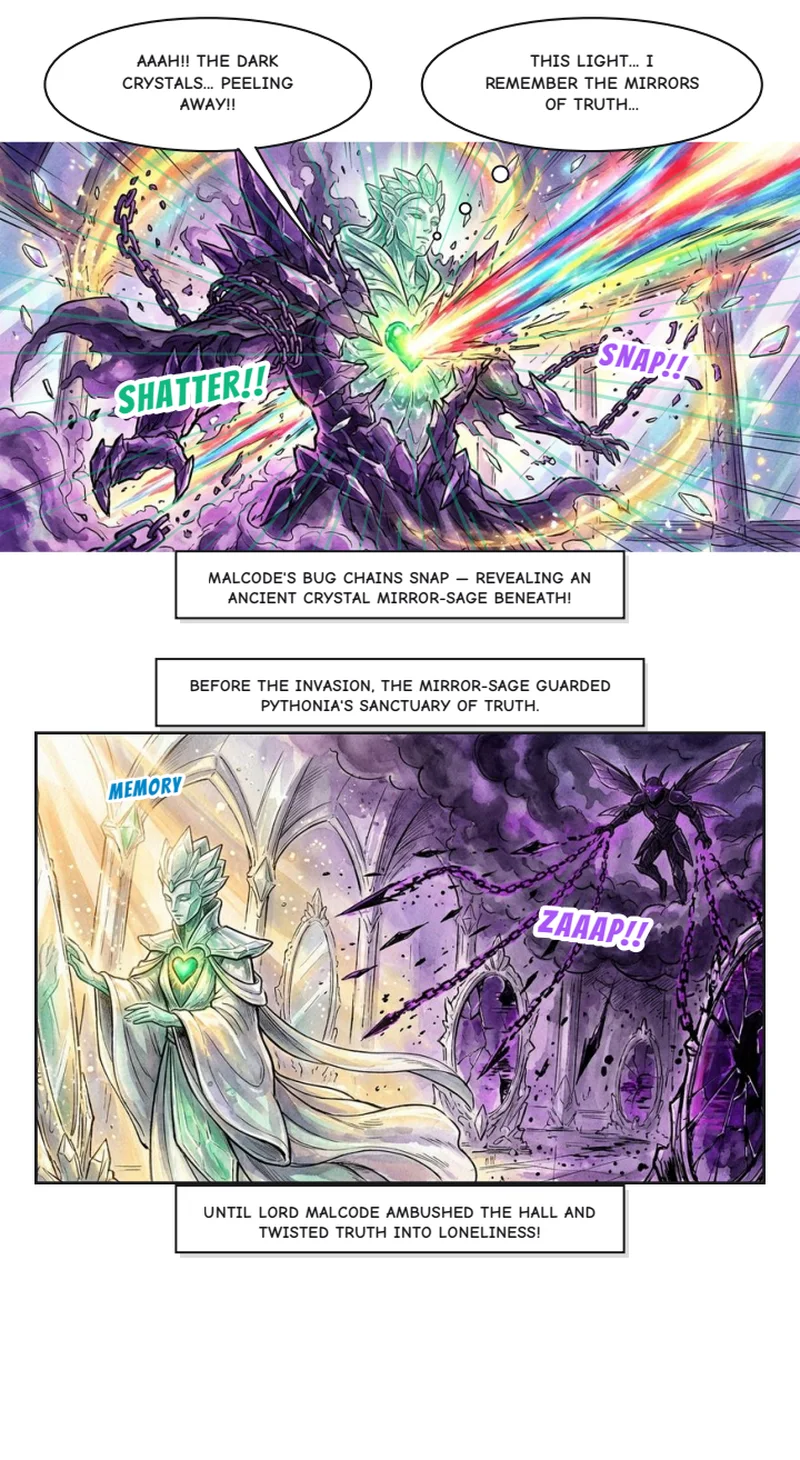 AAAH!! THE DARK
CRYSTALS... PEELING
AWAY!!
THIS LIGHT... I
REMEMBER THE MIRRORS
OF TRUTH...
SHATTER!!
SNAP!!
MALCODE'S BUG CHAINS SNAP — REVEALING AN
ANCIENT CRYSTAL MIRROR-SAGE BENEATH!
BEFORE THE INVASION, THE MIRROR-SAGE GUARDED
PYTHONIA'S SANCTUARY OF TRUTH.
MEMORY
ZAAAP!!
UNTIL LORD MALCODE AMBUSHED THE HALL AND
TWISTED TRUTH INTO LONELINESS!